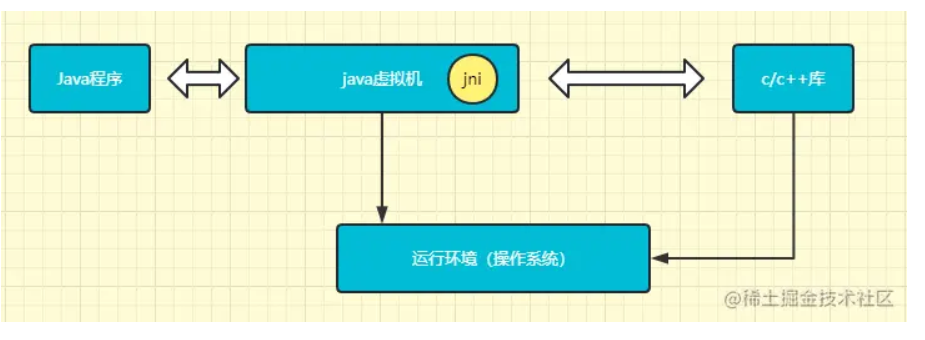 Java程序
java虚拟机
jni
c/c++库
运行环境（操作系统）
@稀土掘金技术社区